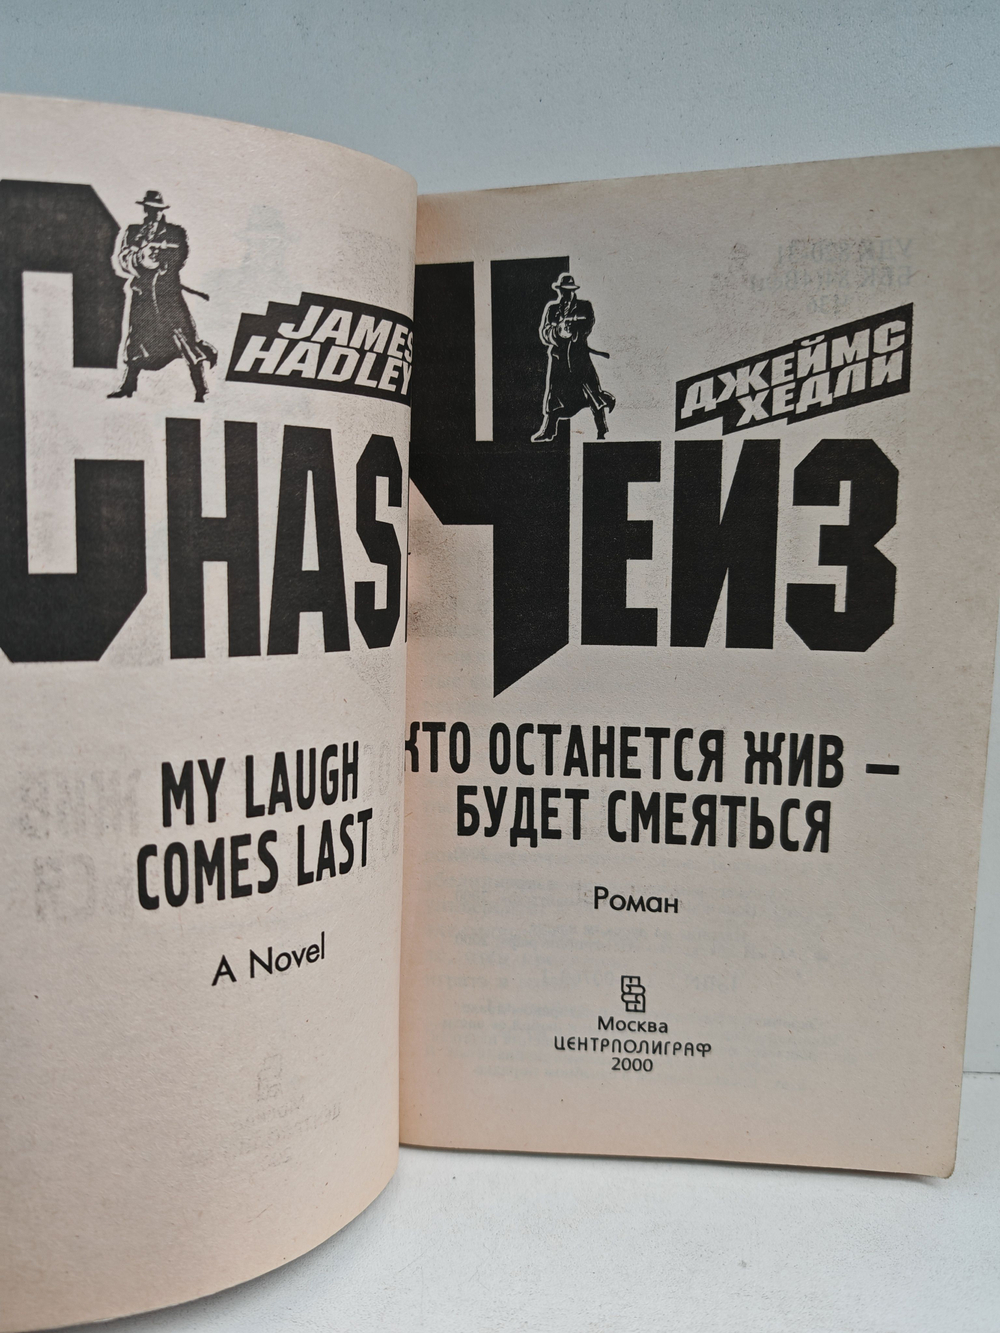 JAMES
HADLEY
CHAS
MY LAUGH
COMES LAST
A Novel
ДЖЕЙМС
ХЕДЛИ
ЧЕИЗ
КТО ОСТАНЕТСЯ ЖИВ –
БУДЕТ СМЕЯТЬСЯ
Роман
Москва
ЦЕНТРПОЛИГРАФ
2000